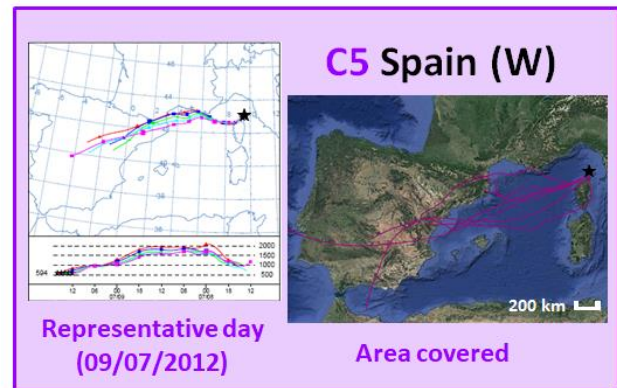 C5 Spain (W)
2000
1500
1000
500
594
12 06 00 18 12 06 00 18 12
07/09 07/08
200 km
Representative day
(09/07/2012)
Area covered